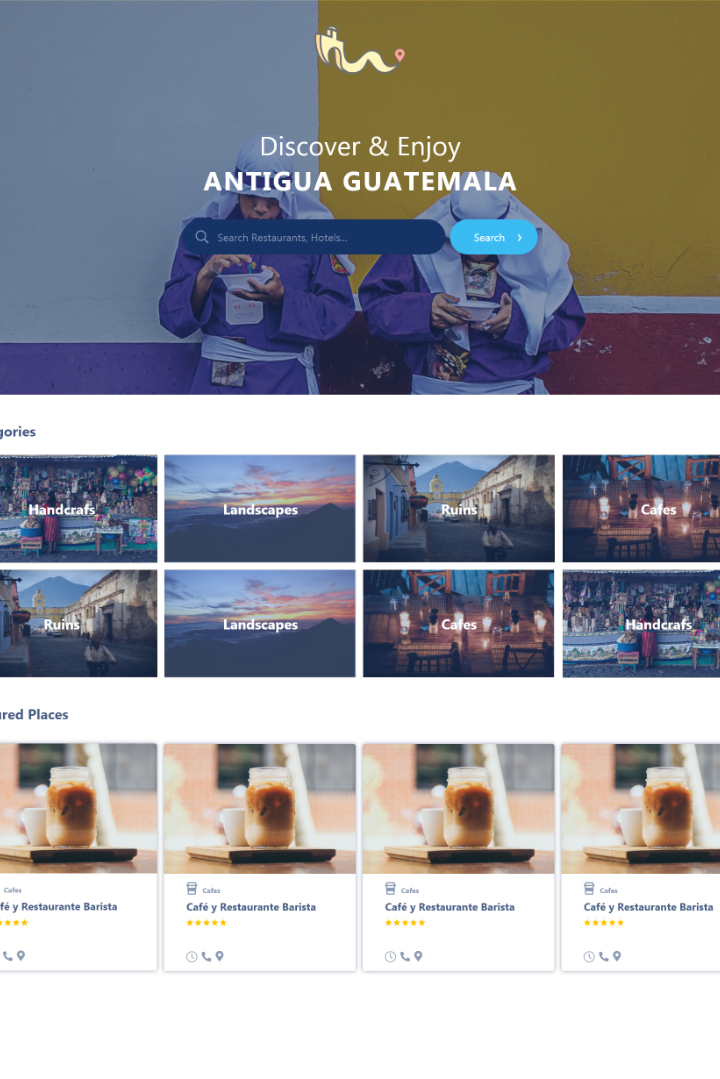 Discover & Enjoy
ANTIGUA GUATEMALA
Search Restaurants, Hotels...
Search
gories
Handcrafs
Landscapes
Ruins
Cafes
Ruins
Landscapes
Cafes
Handcrafs
ured Places
Cafes
Cafes
Cafes
Cafes
fé y Restaurante Barista
Café y Restaurante Barista
Café y Restaurante Barista
Café y Restaurante Barista